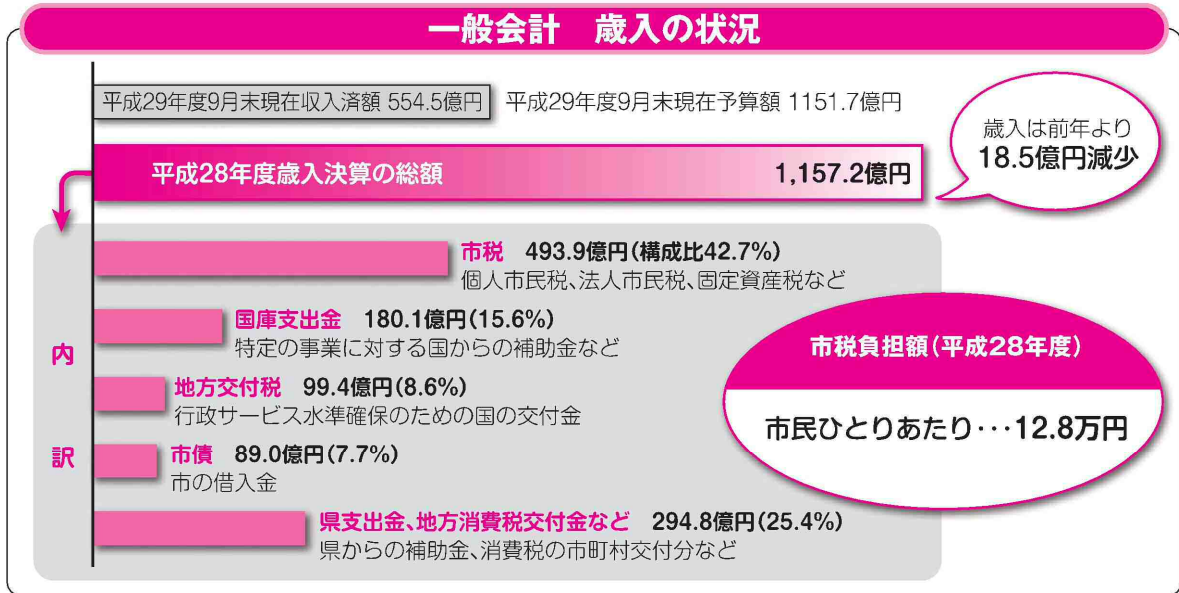 一般会計　歳入の状況
平成29年度9月末現在収入済額 554.5億円
平成29年度9月末現在予算額 1151.7億円
歳入は前年より
18.5億円減少
平成28年度歳入決算の総額
1,157.2億円
内訳
市税　493.9億円(構成比42.7%)
個人市民税、法人市民税、固定資産税など
国庫支出金　180.1億円(15.6%)
特定の事業に対する国からの補助金など
地方交付税　99.4億円(8.6%)
行政サービス水準確保のための国の交付金
市債　89.0億円(7.7%)
市の借入金
県支出金、地方消費税交付金など　294.8億円(25.4%)
県からの補助金、消費税の市町村交付分など
市税負担額(平成28年度)
市民ひとりあたり･･･12.8万円